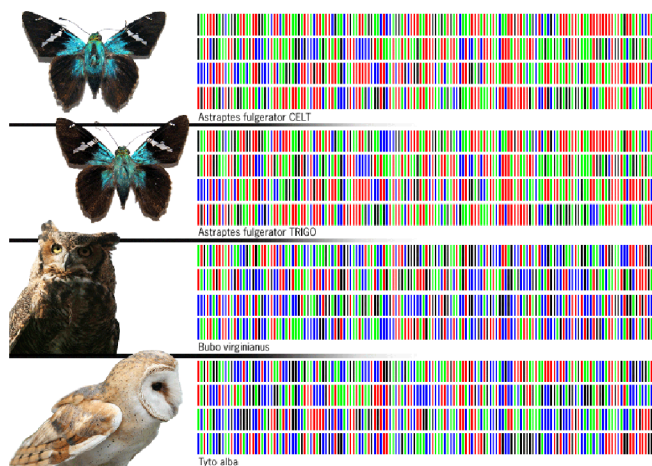 Astraptes fulgerator CELT
Astraptes fulgerator TRIGO
Bubo virginianus
Tyto alba